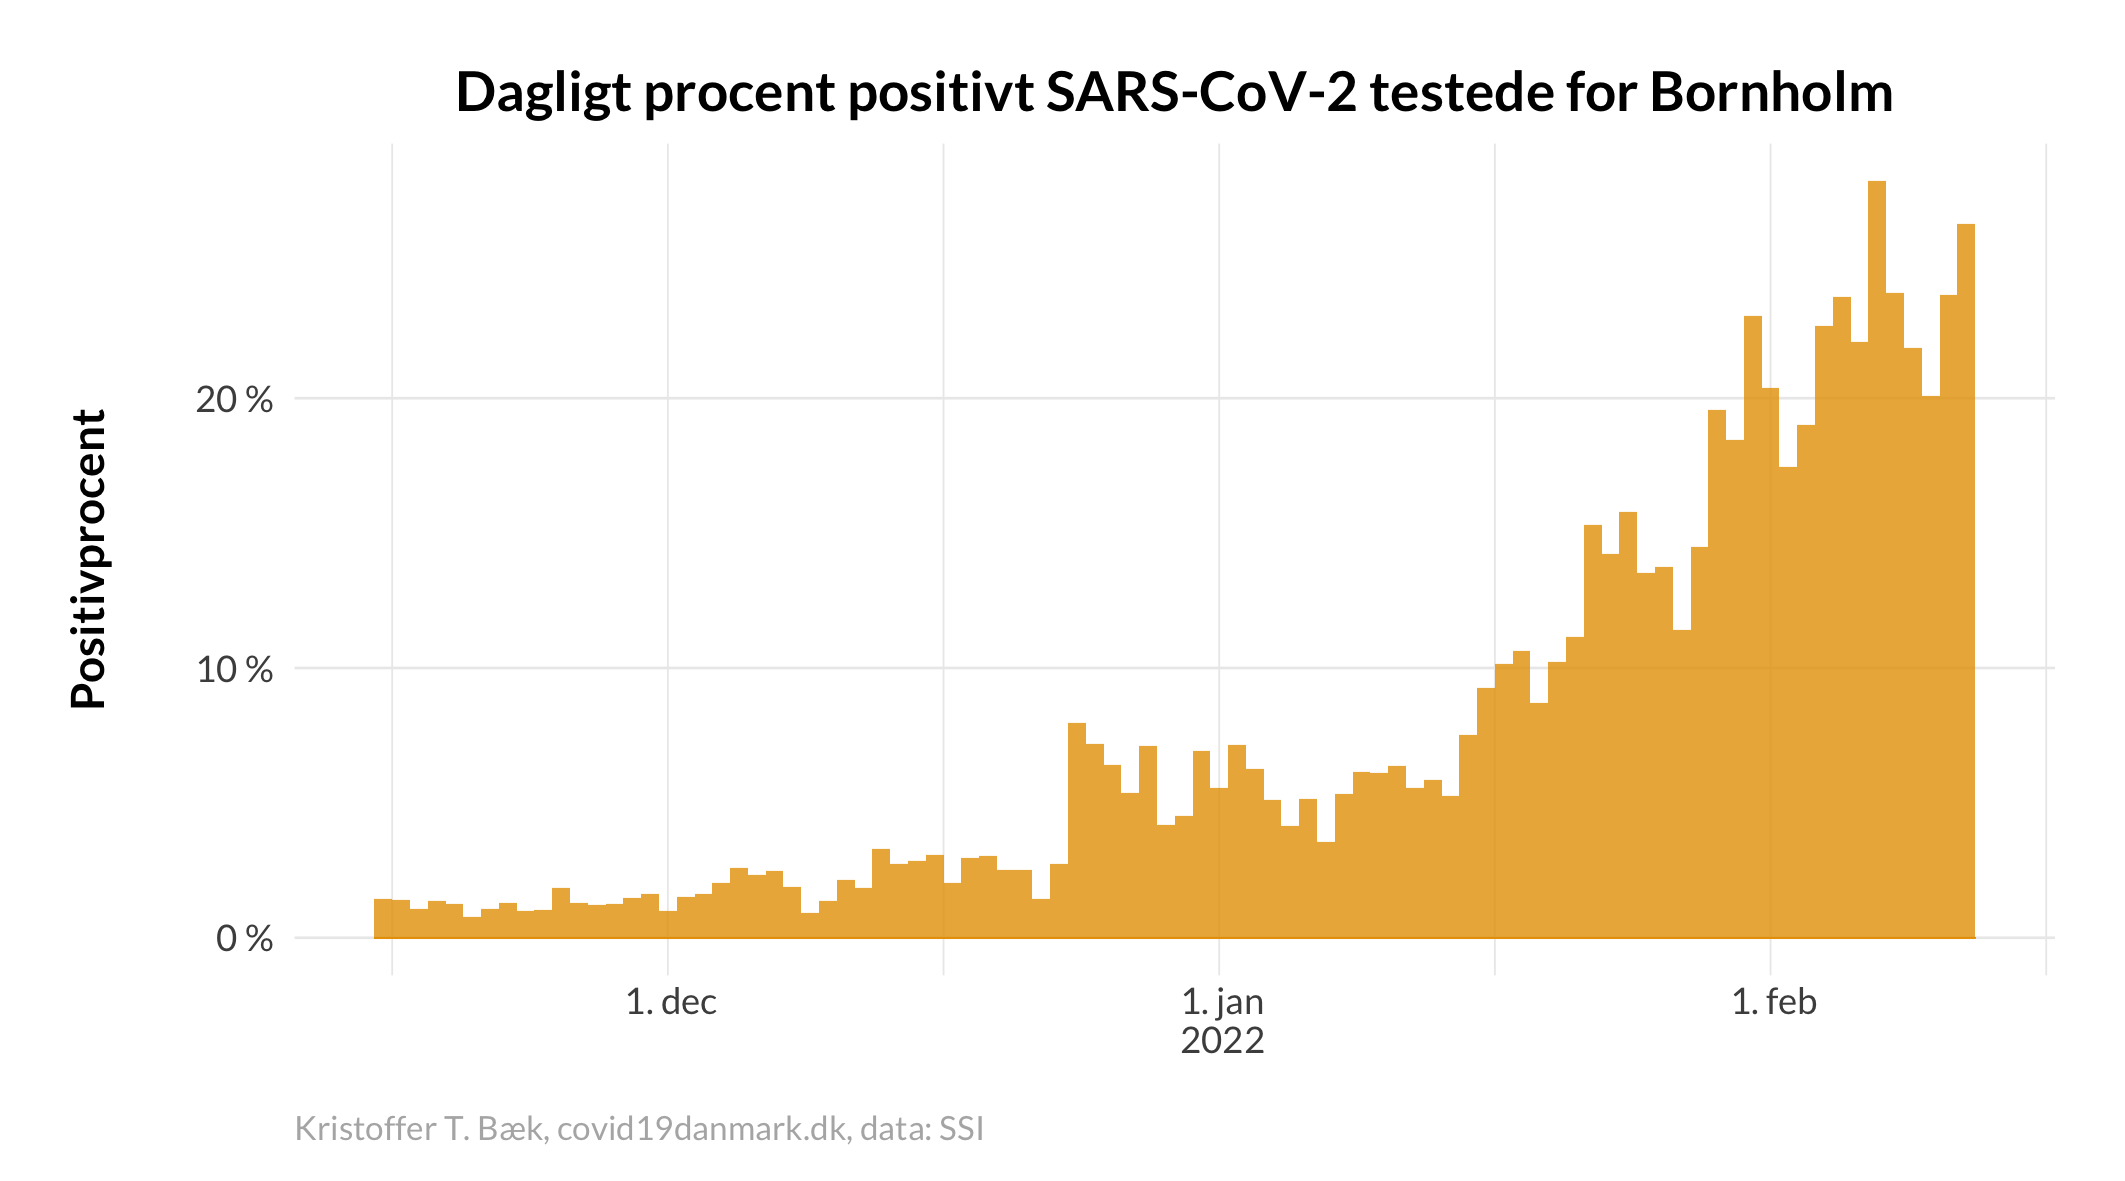 Dagligt procent positivt SARS-CoV-2 testede for Bornholm
Positivprocent
20 %
10 %
0 %
1. dec
1. jan
2022
1. feb
Kristoffer T. Bæk, covid19danmark.dk, data: SSI